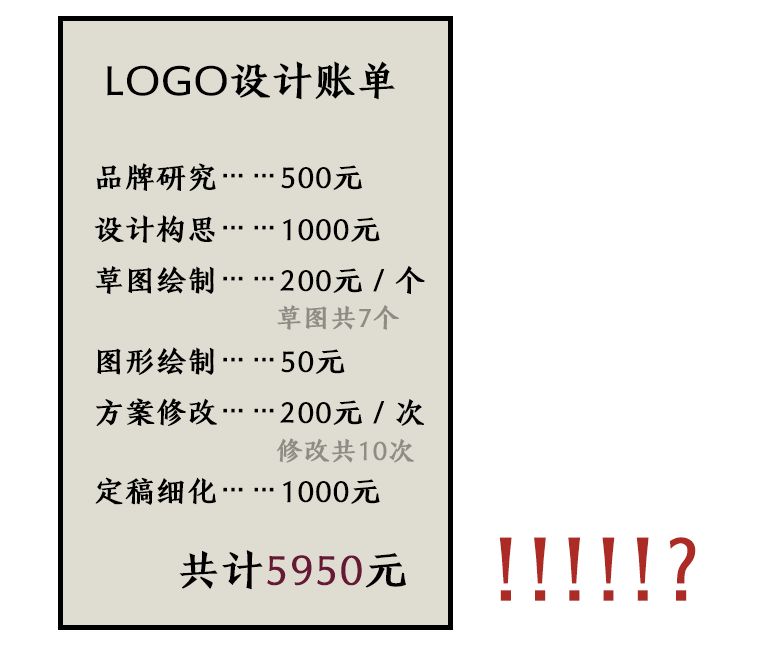 LOGO设计账单
品牌研究……500元
设计构思……1000元
草图绘制……200元 / 个
草图共7个
图形绘制……50元
方案修改……200元 / 次
修改共10次
定稿细化……1000元
共计5950元
!!!!!?